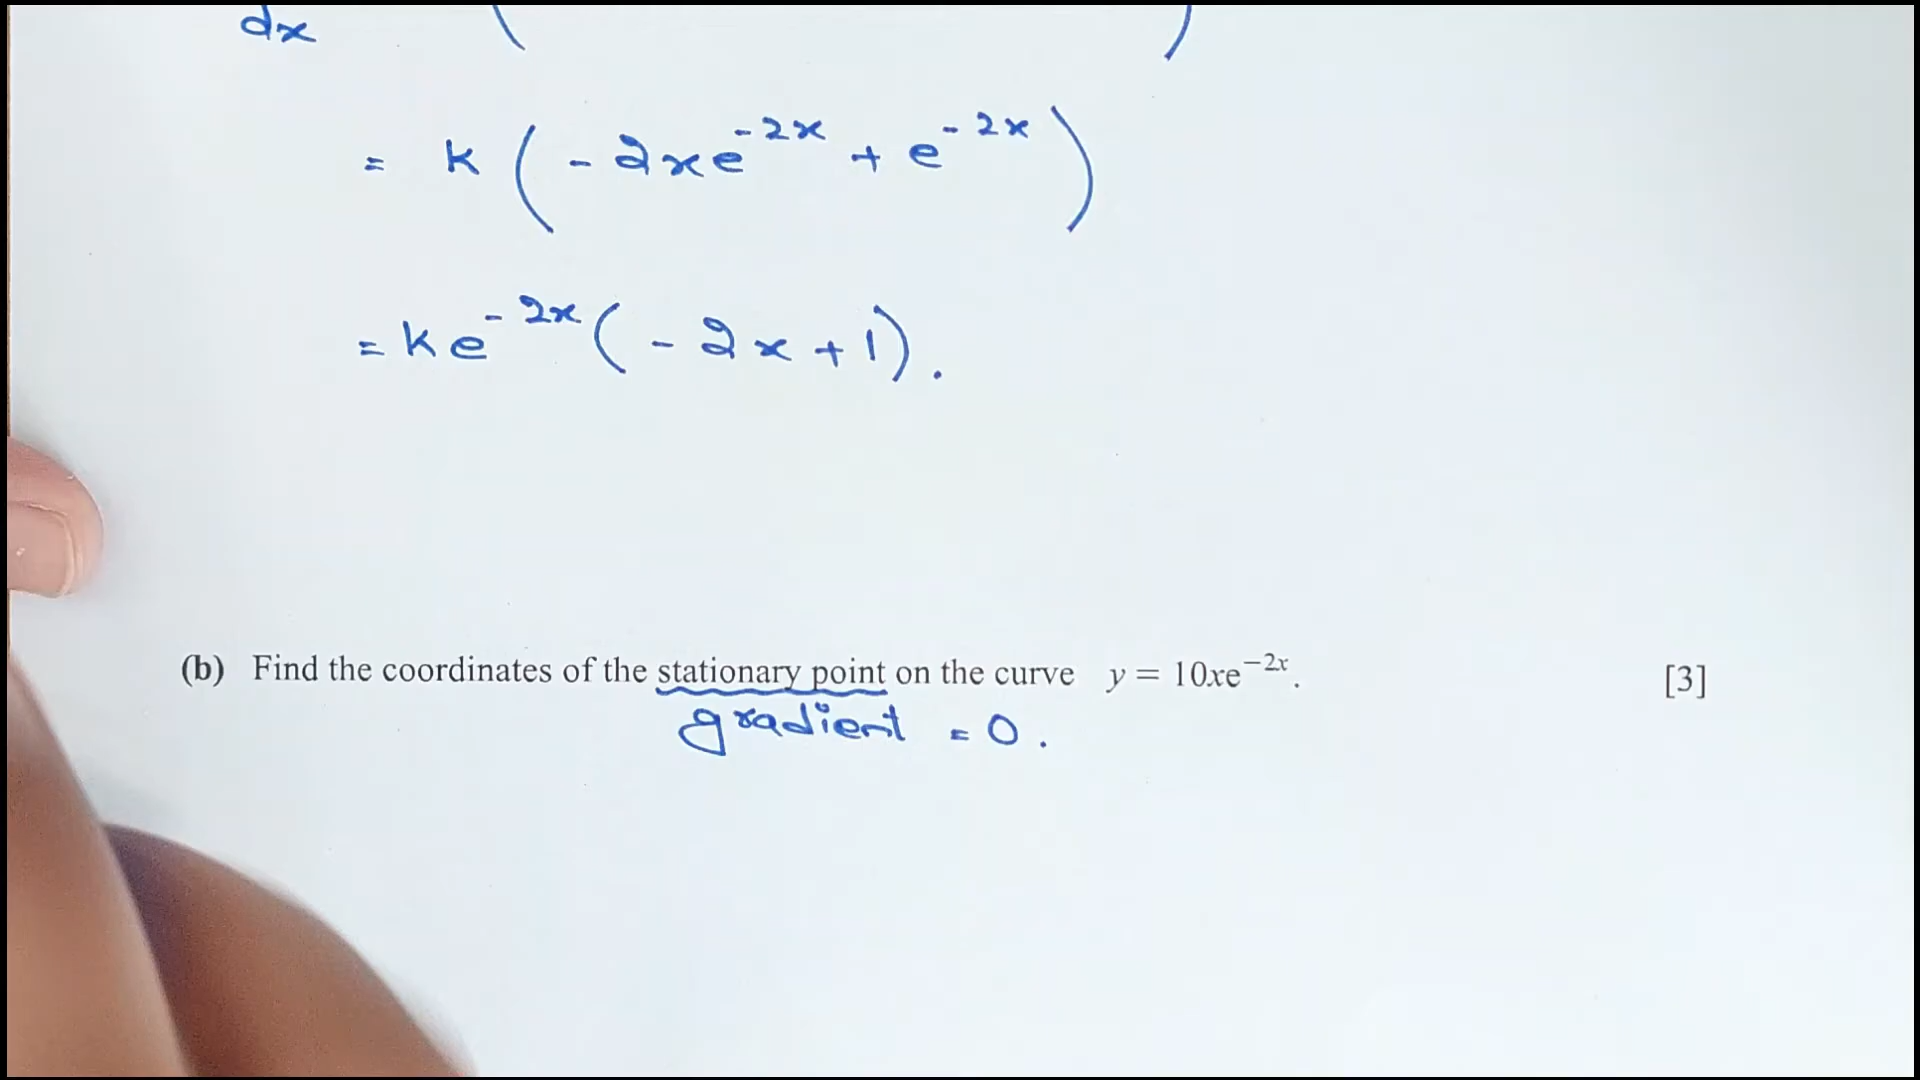 dx ( )
= k ( - 2xe^{-2x} + e^{-2x} )
= ke^{-2x} ( - 2x + 1 ) .
(b) Find the coordinates of the stationary point on the curve y = 10xe^{−2x}. [3]
gradient = 0 .